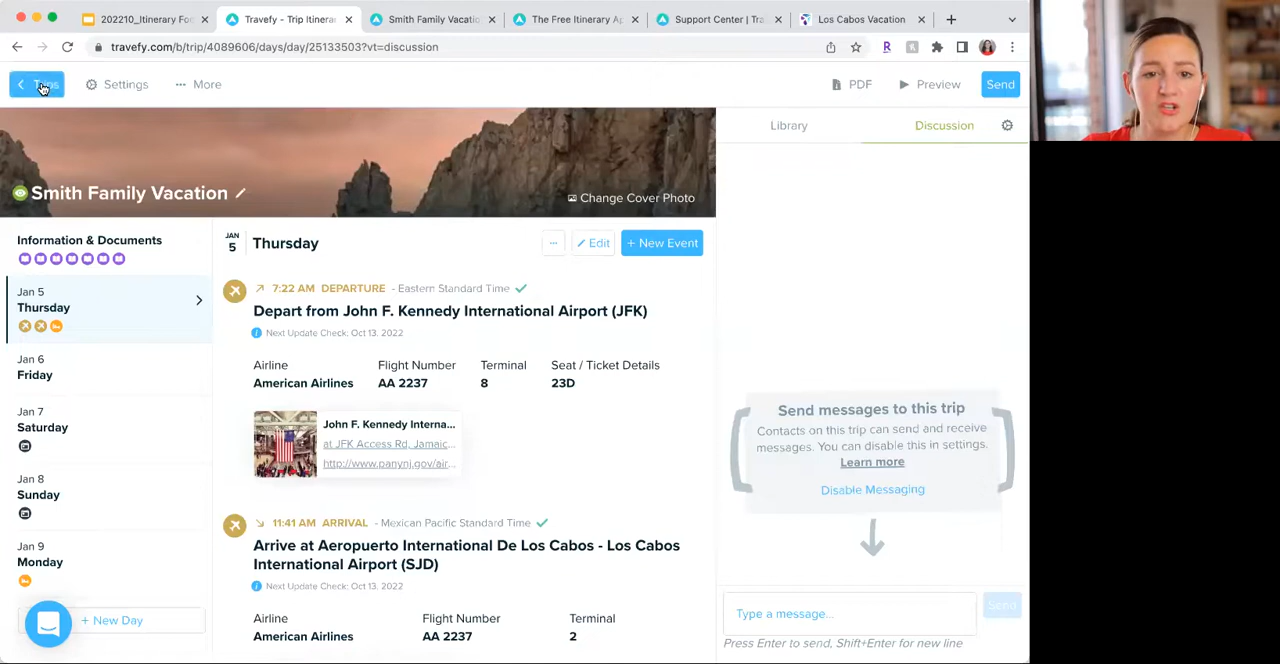 202210_Itinerary Foc
Travefy - Trip Itinera
Smith Family Vacatio
The Free Itinerary Ap
Support Center | Tra
Los Cabos Vacation
travefy.com/b/trip/4089606/days/day/25133503?vt=discussion
Trips
Settings
More
PDF
Preview
Send
Smith Family Vacation
Change Cover Photo
Library
Discussion
Information & Documents
Jan 5
Thursday
Jan 6
Friday
Jan 7
Saturday
Jan 8
Sunday
Jan 9
Monday
+ New Day
JAN
5
Thursday
Edit
+ New Event
7:22 AM DEPARTURE - Eastern Standard Time
Depart from John F. Kennedy International Airport (JFK)
Next Update Check: Oct 13, 2022
Airline Flight Number Terminal Seat / Ticket Details
American Airlines AA 2237 8 23D
John F. Kennedy Interna...
at JFK Access Rd, Jamaic...
http://www.panynj.gov/air...
11:41 AM ARRIVAL - Mexican Pacific Standard Time
Arrive at Aeropuerto International De Los Cabos - Los Cabos
International Airport (SJD)
Next Update Check: Oct 13, 2022
Airline Flight Number Terminal
American Airlines AA 2237 2
Send messages to this trip
Contacts on this trip can send and receive
messages. You can disable this in settings.
Learn more
Disable Messaging
Type a message...
Send
Press Enter to send, Shift+Enter for new line